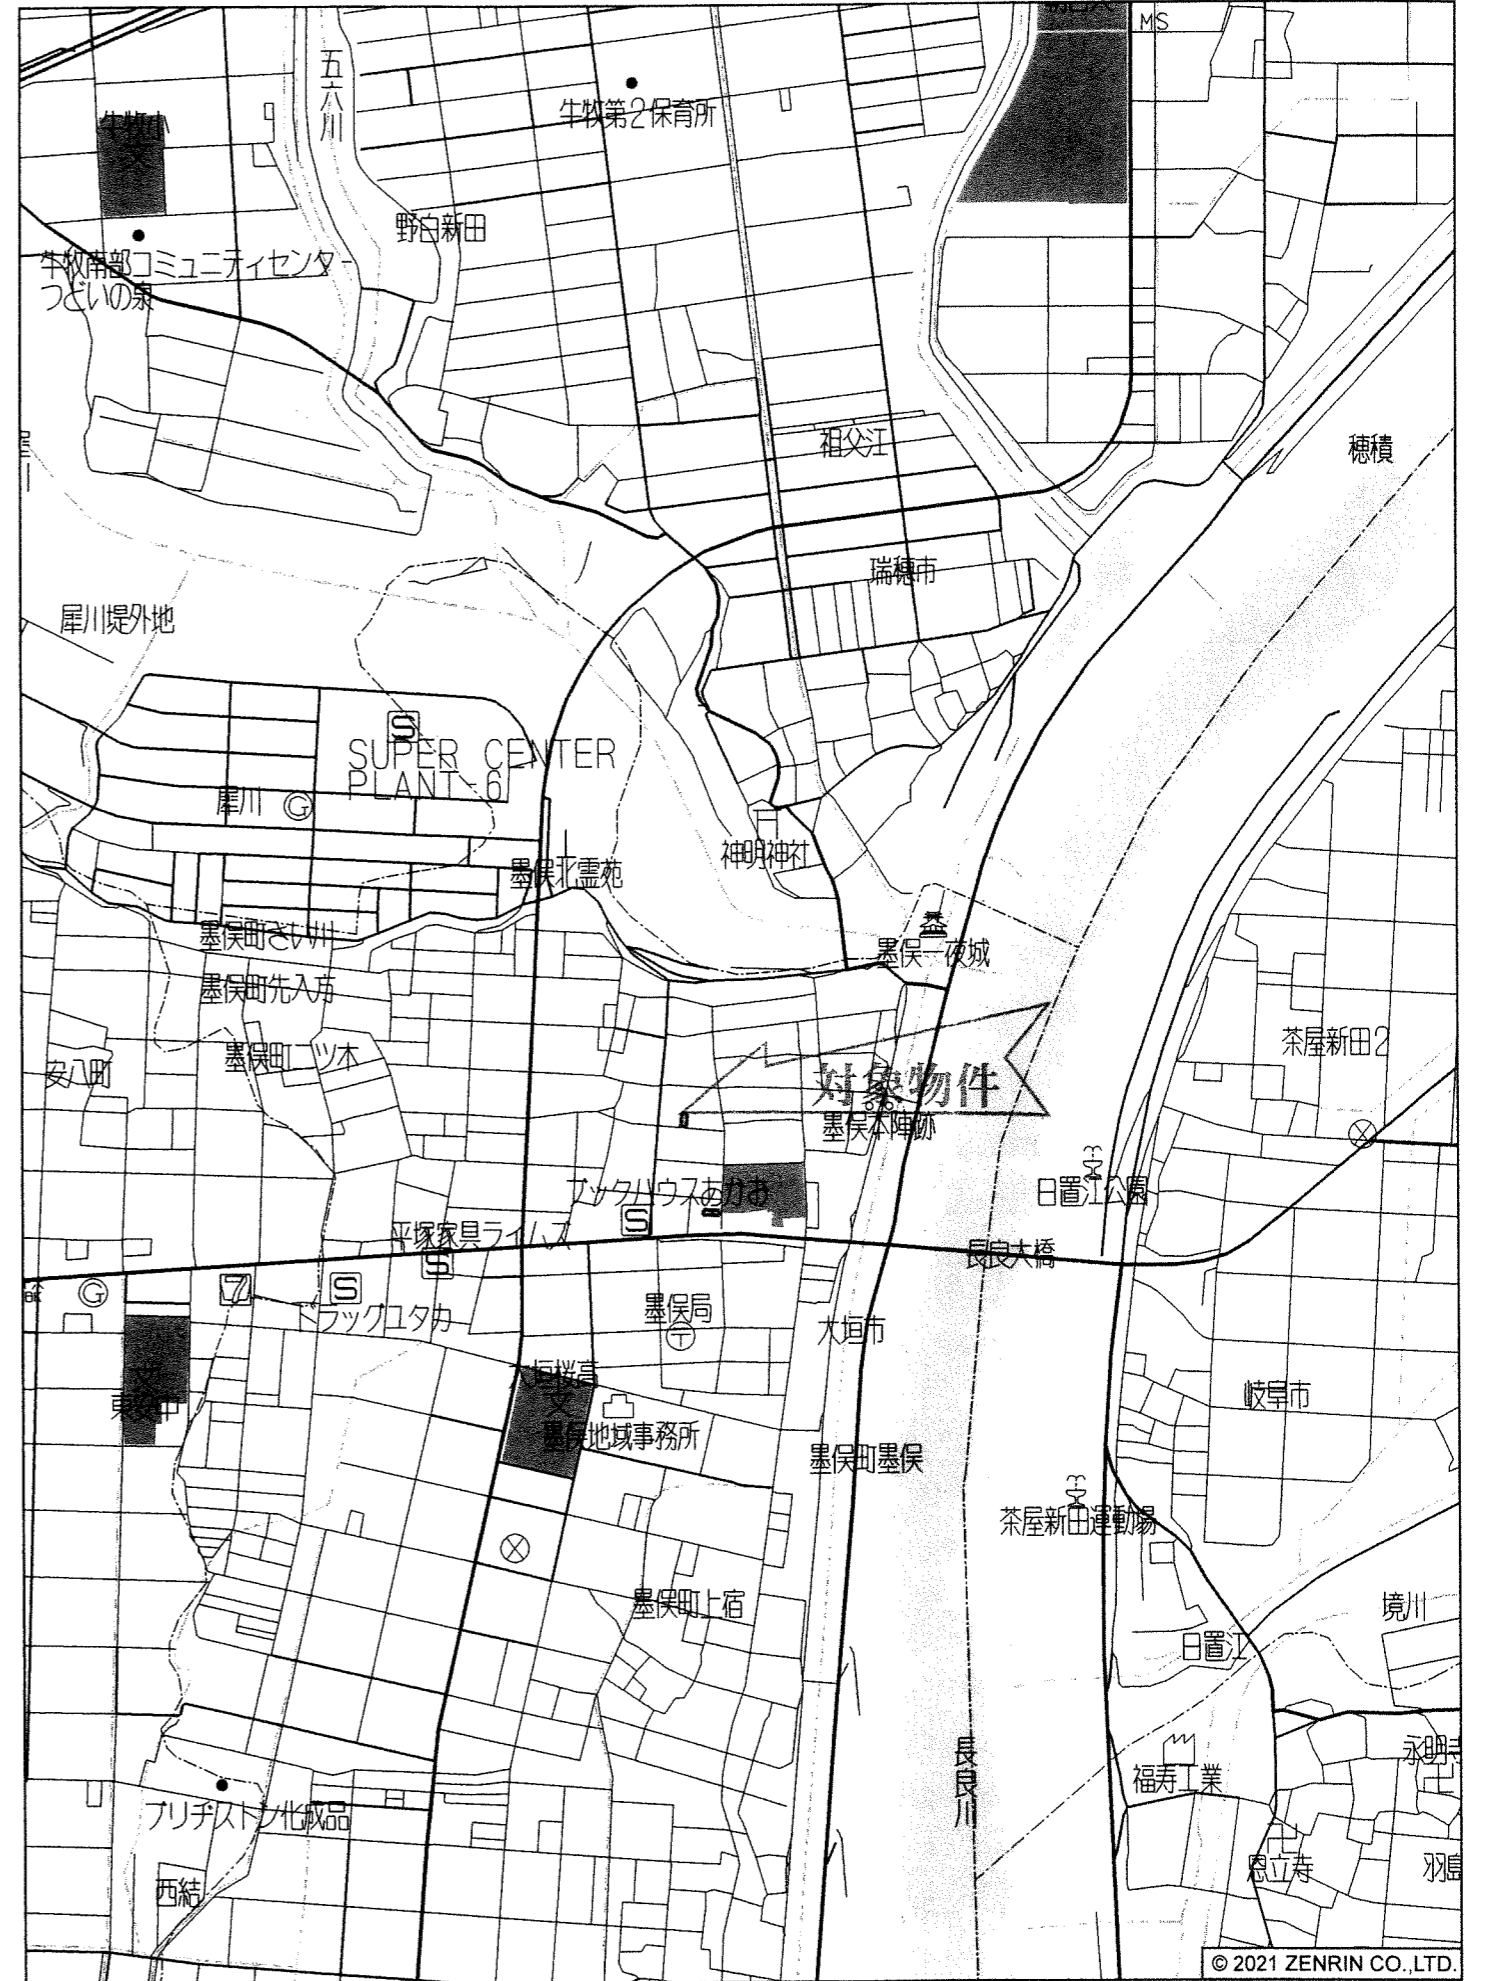 MS
五六川
牛牧小
文
牛牧第2保育所
野白新田
牛牧南部コミュニティセンター
つどいの泉
祖父江
穂積
瑞穂市
犀川堤外地
S
SUPER CENTER
PLANT-6
犀川
G
神明神社
墨俣北霊苑
墨俣町さい川
墨俣一夜城
墨俣町先入方
墨俣町二ツ木
安八町
茶屋新田2
対象物件
墨俣本陣跡
ブックハウスあかお
S
日置江公園
平塚家具ライムズ
S
長良大橋
G
7
S
ドラッグユタカ
墨俣局
〒
大垣市
文
東安中
大垣桜高
文
墨俣地域事務所
岐阜市
墨俣町墨俣
茶屋新田運動場
墨俣町上宿
境川
日置江
長良川
福寿工業
永明寺
ブリヂストン化成品
恩立寺
西結
羽島
© 2021 ZENRIN CO.,LTD.